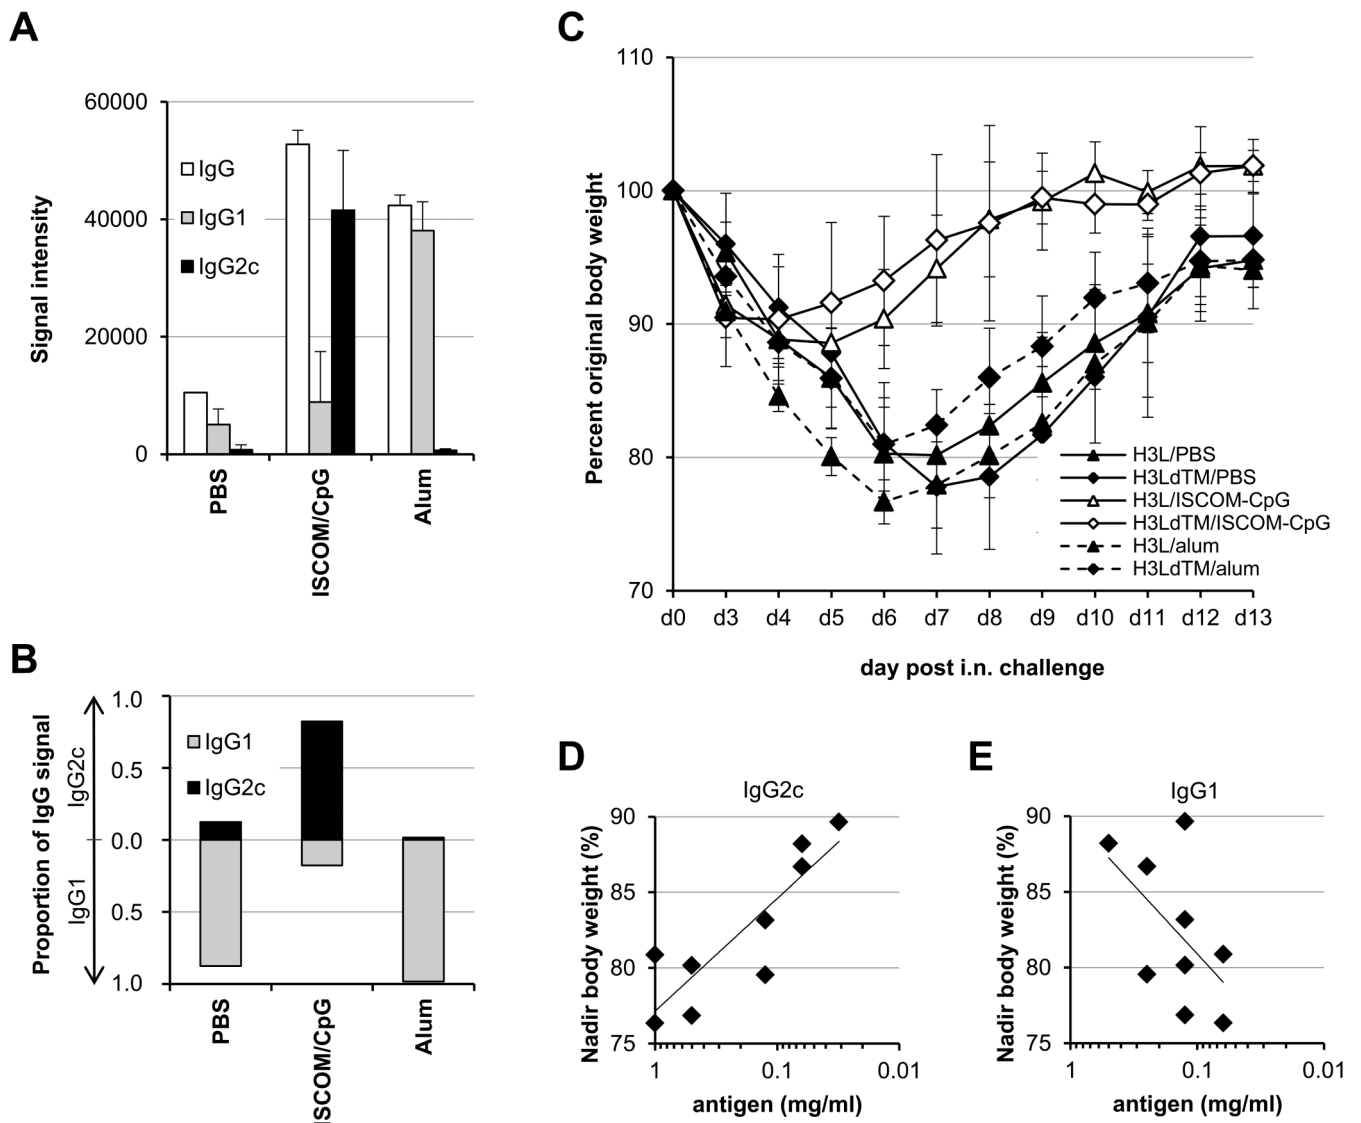 A
60000
40000
20000
0
Signal intensity
IgG
IgG1
IgG2c
PBS
ISCOM/CpG
Alum
B
1.0
0.5
0.0
0.5
1.0
Proportion of IgG signal
IgG1 IgG2c
IgG1
IgG2c
PBS
ISCOM/CpG
Alum
C
110
100
90
80
70
Percent original body weight
H3L/PBS
H3LdTM/PBS
H3L/ISCOM-CpG
H3LdTM/ISCOM-CpG
H3L/alum
H3LdTM/alum
d0 d3 d4 d5 d6 d7 d8 d9 d10 d11 d12 d13
day post i.n. challenge
D
IgG2c
90
85
80
75
Nadir body weight (%)
1 0.1 0.01
antigen (mg/ml)
E
IgG1
90
85
80
75
Nadir body weight (%)
1 0.1 0.01
antigen (mg/ml)